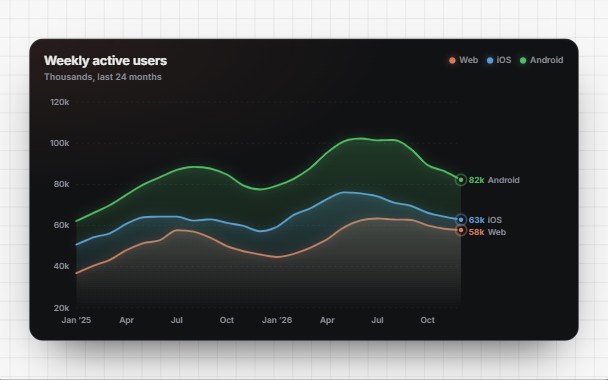 Weekly active users
Thousands, last 24 months
Web iOS Android
120k
100k
80k
60k
40k
20k
82k Android
63k iOS
58k Web
Jan '25 Apr Jul Oct Jan '26 Apr Jul Oct